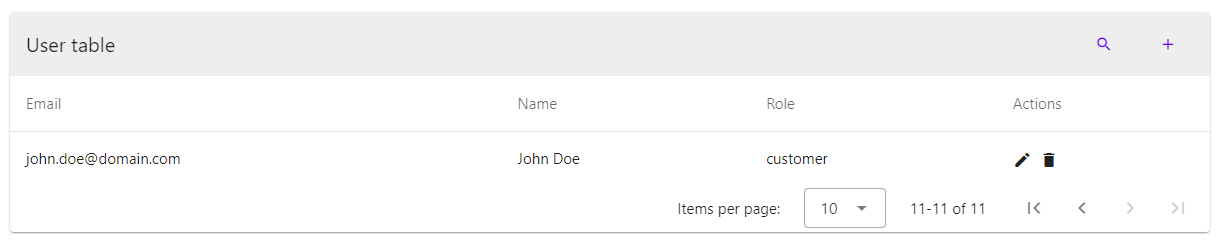 User table
Email Name Role Actions
john.doe@domain.com John Doe customer
Items per page: 10 11-11 of 11